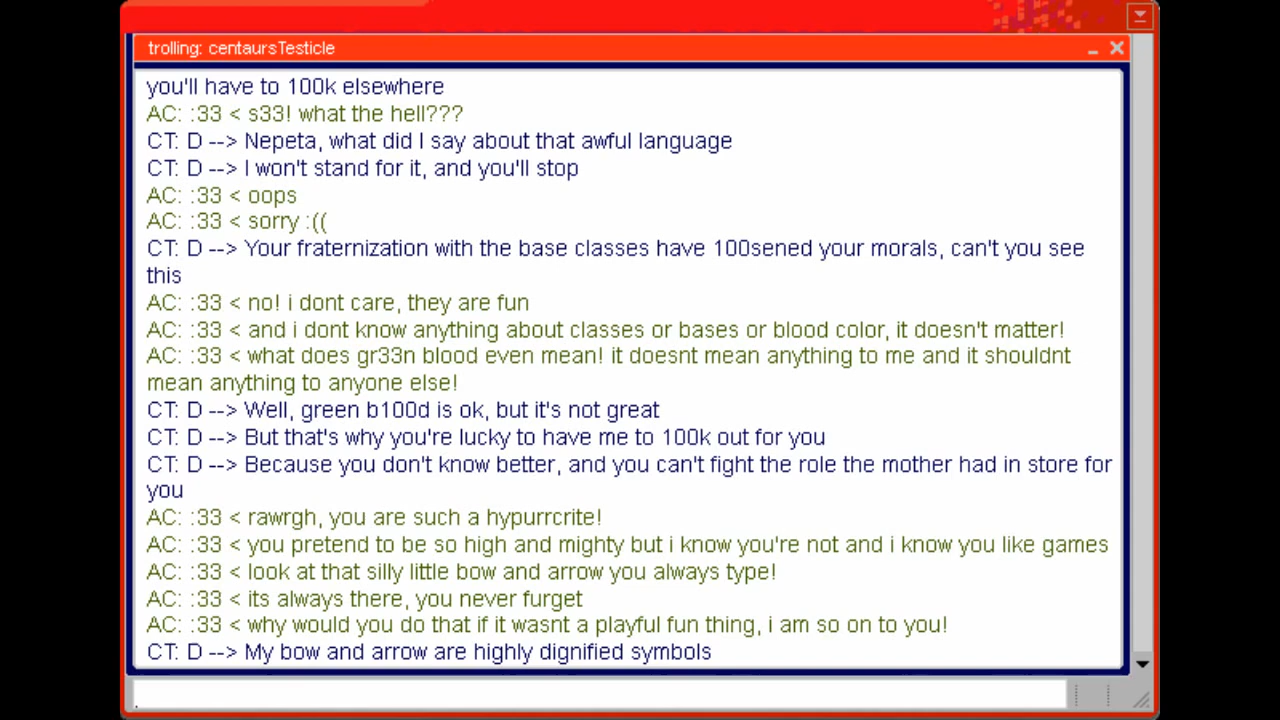 trolling: centaursTesticle
you'll have to 100k elsewhere
AC: :33 < s33! what the hell???
CT: D --> Nepeta, what did I say about that awful language
CT: D --> I won't stand for it, and you'll stop
AC: :33 < oops
AC: :33 < sorry :((
CT: D --> Your fraternization with the base classes have 100sened your morals, can't you see
this
AC: :33 < no! i dont care, they are fun
AC: :33 < and i dont know anything about classes or bases or blood color, it doesn't matter!
AC: :33 < what does gr33n blood even mean! it doesnt mean anything to me and it shouldnt
mean anything to anyone else!
CT: D --> Well, green b100d is ok, but it's not great
CT: D --> But that's why you're lucky to have me to 100k out for you
CT: D --> Because you don't know better, and you can't fight the role the mother had in store for
you
AC: :33 < rawrgh, you are such a hypurrcrite!
AC: :33 < you pretend to be so high and mighty but i know you're not and i know you like games
AC: :33 < look at that silly little bow and arrow you always type!
AC: :33 < its always there, you never furget
AC: :33 < why would you do that if it wasnt a playful fun thing, i am so on to you!
CT: D --> My bow and arrow are highly dignified symbols